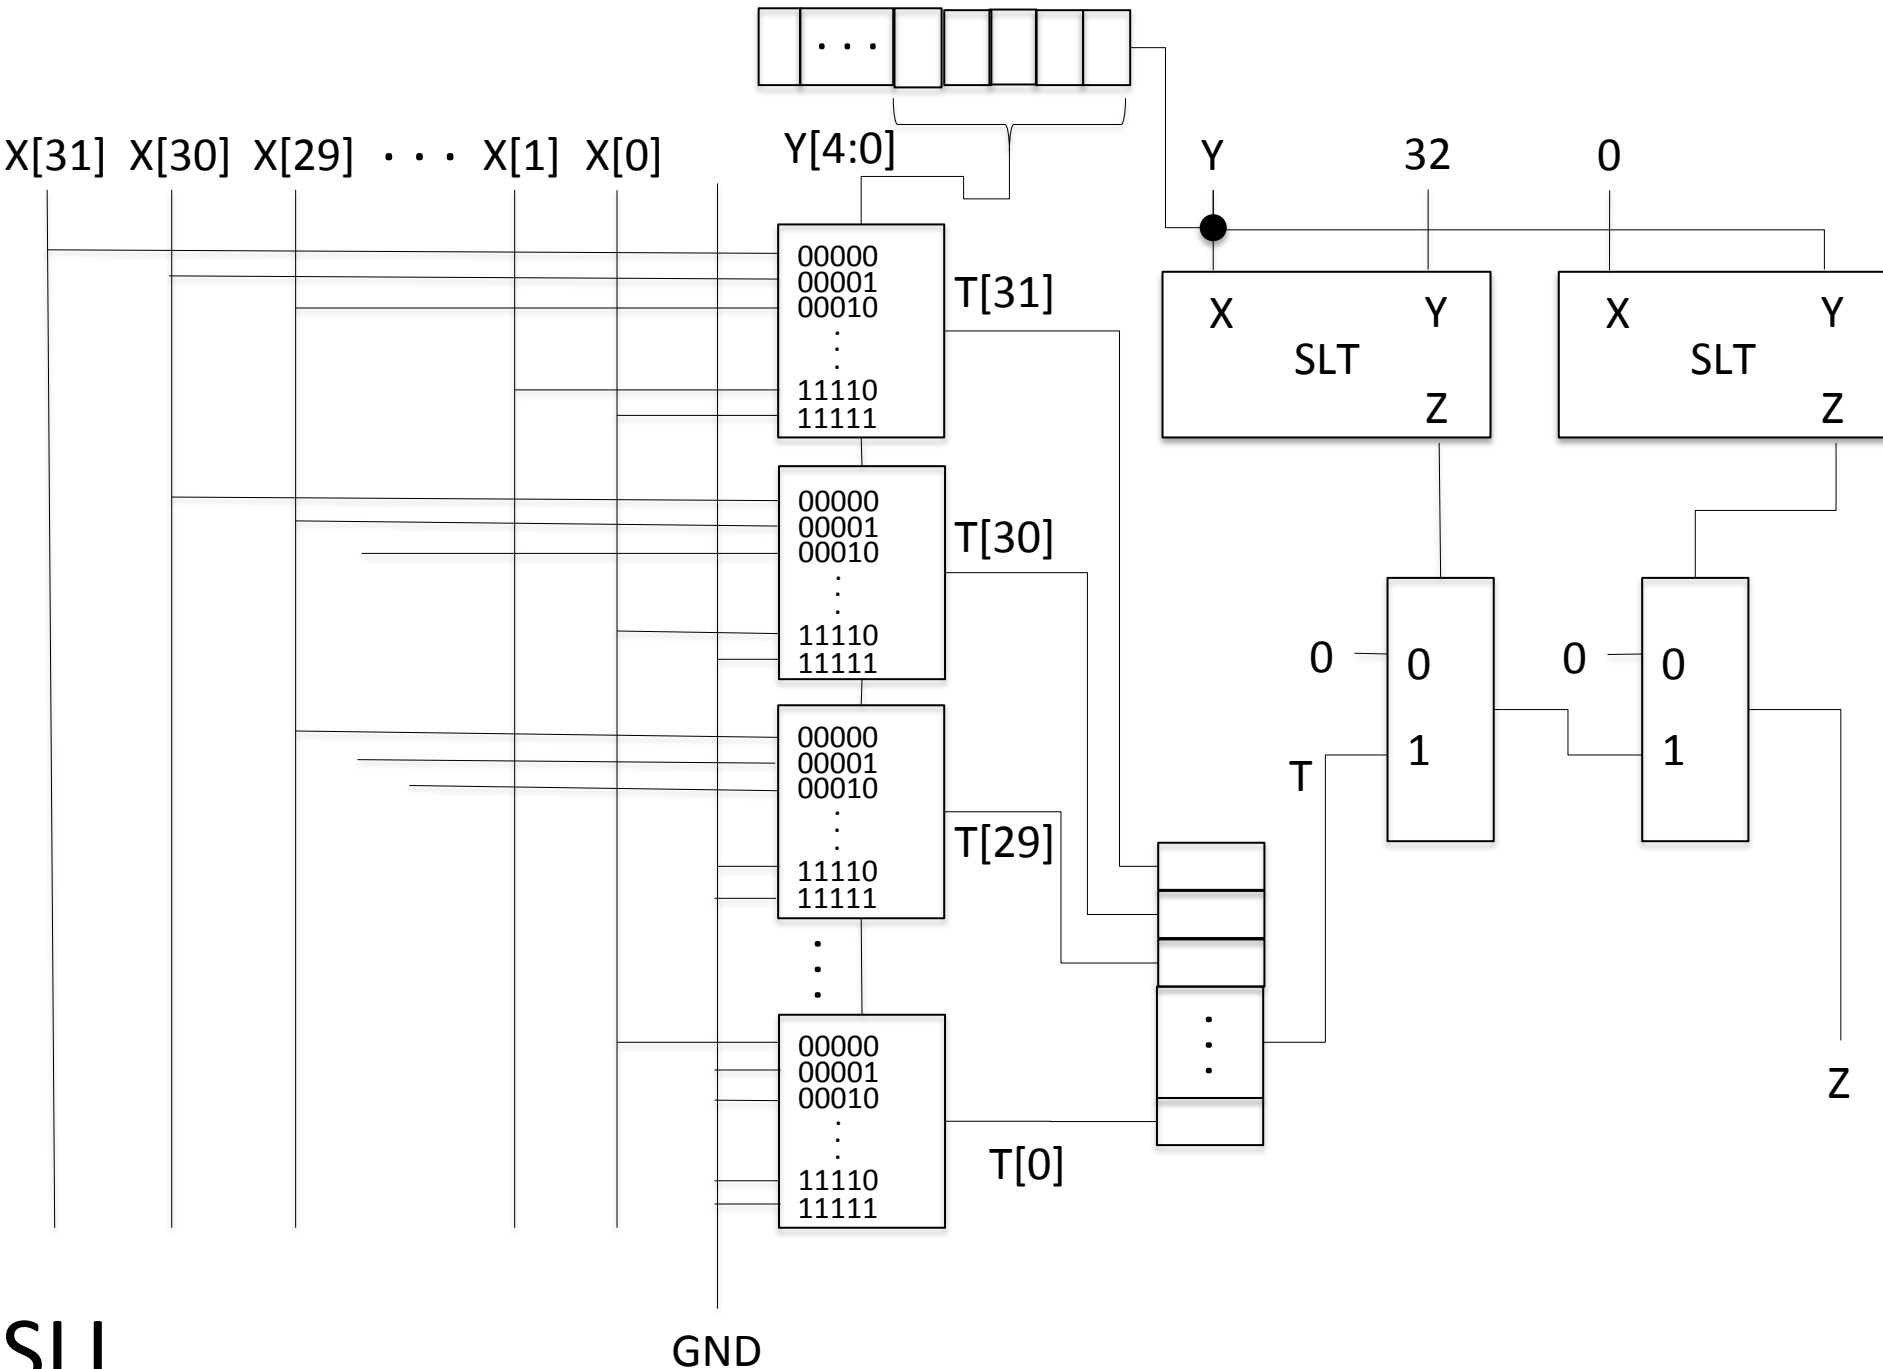 X[31] X[30] X[29] · · · X[1] X[0]
· · ·
Y[4:0]
Y
32
0
00000
00001
00010
11110
11111
T[31]
00000
00001
00010
11110
11111
T[30]
00000
00001
00010
11110
11111
T[29]
00000
00001
00010
11110
11111
T[0]
X Y
SLT
Z
X Y
SLT
Z
0
0
1
T
0
0
1
Z
GND
SLL